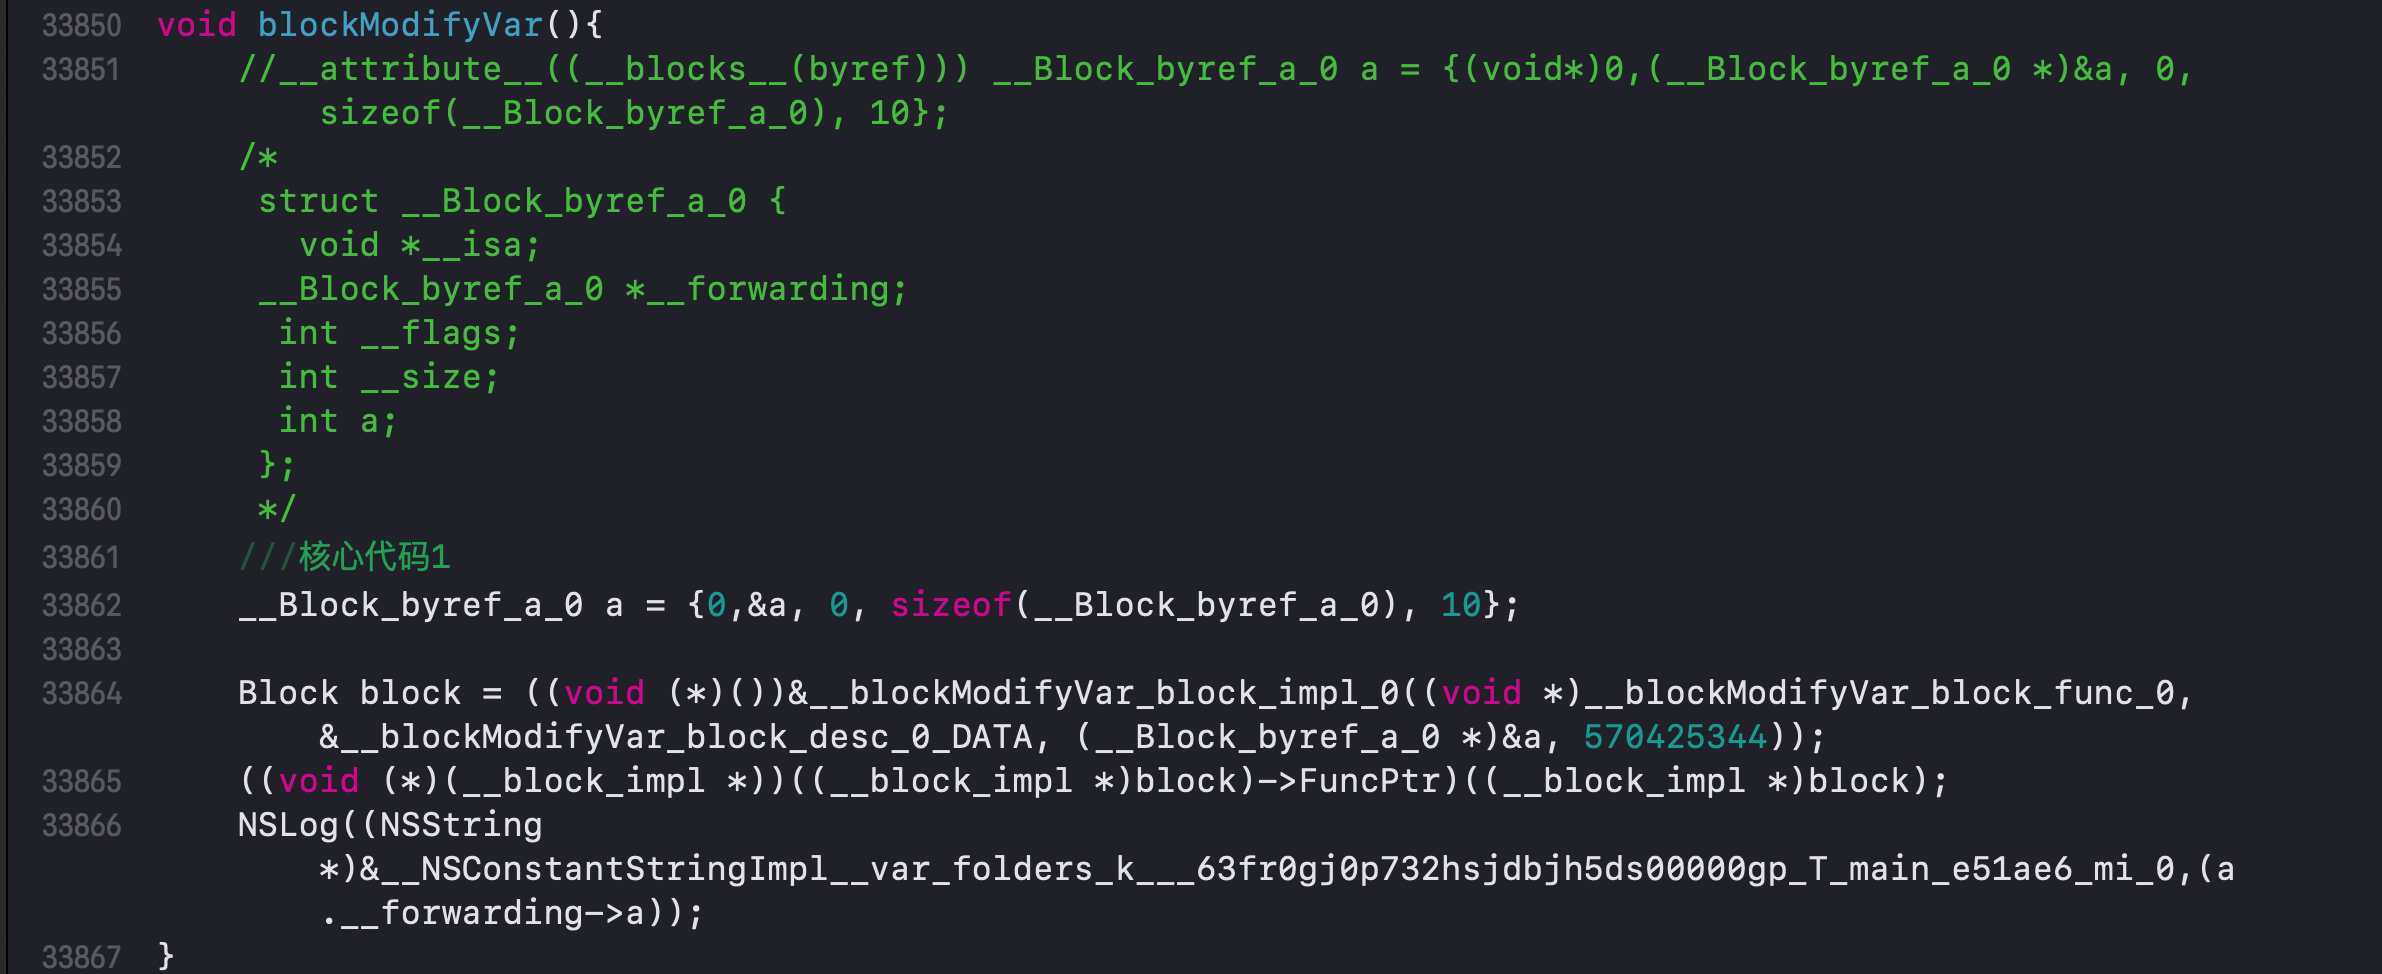 33850 void blockModifyVar(){
33851 //__attribute__((__blocks__(byref))) __Block_byref_a_0 a = {(void*)0,(__Block_byref_a_0 *)&a, 0,
sizeof(__Block_byref_a_0), 10};
33852 /*
33853 struct __Block_byref_a_0 {
33854 void *__isa;
33855 __Block_byref_a_0 *__forwarding;
33856 int __flags;
33857 int __size;
33858 int a;
33859 };
33860 */
33861 ///核心代码1
33862 __Block_byref_a_0 a = {0,&a, 0, sizeof(__Block_byref_a_0), 10};
33863
33864 Block block = ((void (*)())&__blockModifyVar_block_impl_0((void *)__blockModifyVar_block_func_0,
&__blockModifyVar_block_desc_0_DATA, (__Block_byref_a_0 *)&a, 570425344));
33865 ((void (*)(__block_impl *))((__block_impl *)block)->FuncPtr)((__block_impl *)block);
33866 NSLog((NSString
*)&__NSConstantStringImpl__var_folders_k___63fr0gj0p732hsjdbjh5ds00000gp_T_main_e51ae6_mi_0,(a
.__forwarding->a));
33867 }